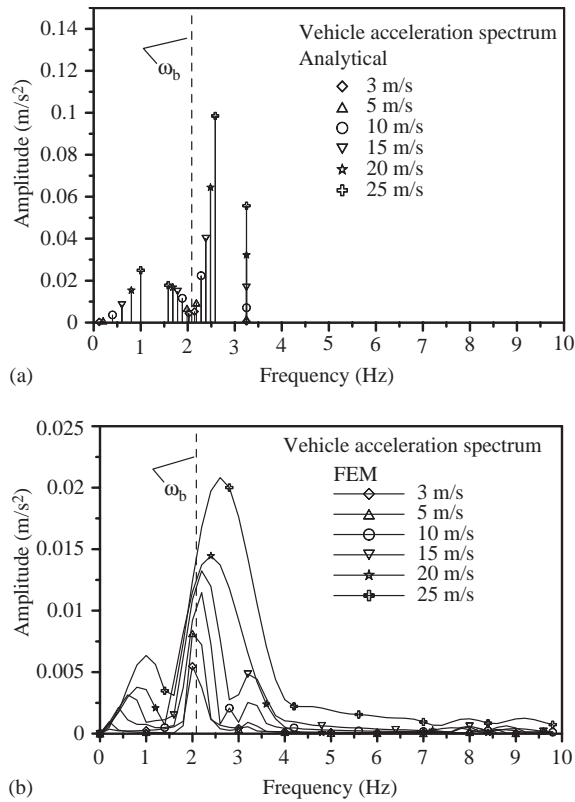 0.15
Vehicle acceleration spectrum
Analytical
3 m/s
5 m/s
10 m/s
15 m/s
20 m/s
25 m/s
ωb
0.12
0.1
0.08
0.06
0.04
0.02
0
Amplitude (m/s²)
0 1 2 3 4 5 6 7 8 9 10
(a)
Frequency (Hz)
0.025
Vehicle acceleration spectrum
FEM
3 m/s
5 m/s
10 m/s
15 m/s
20 m/s
25 m/s
ωb
0.02
0.015
0.01
0.005
0
Amplitude (m/s²)
0 1 2 3 4 5 6 7 8 9 10
(b)
Frequency (Hz)